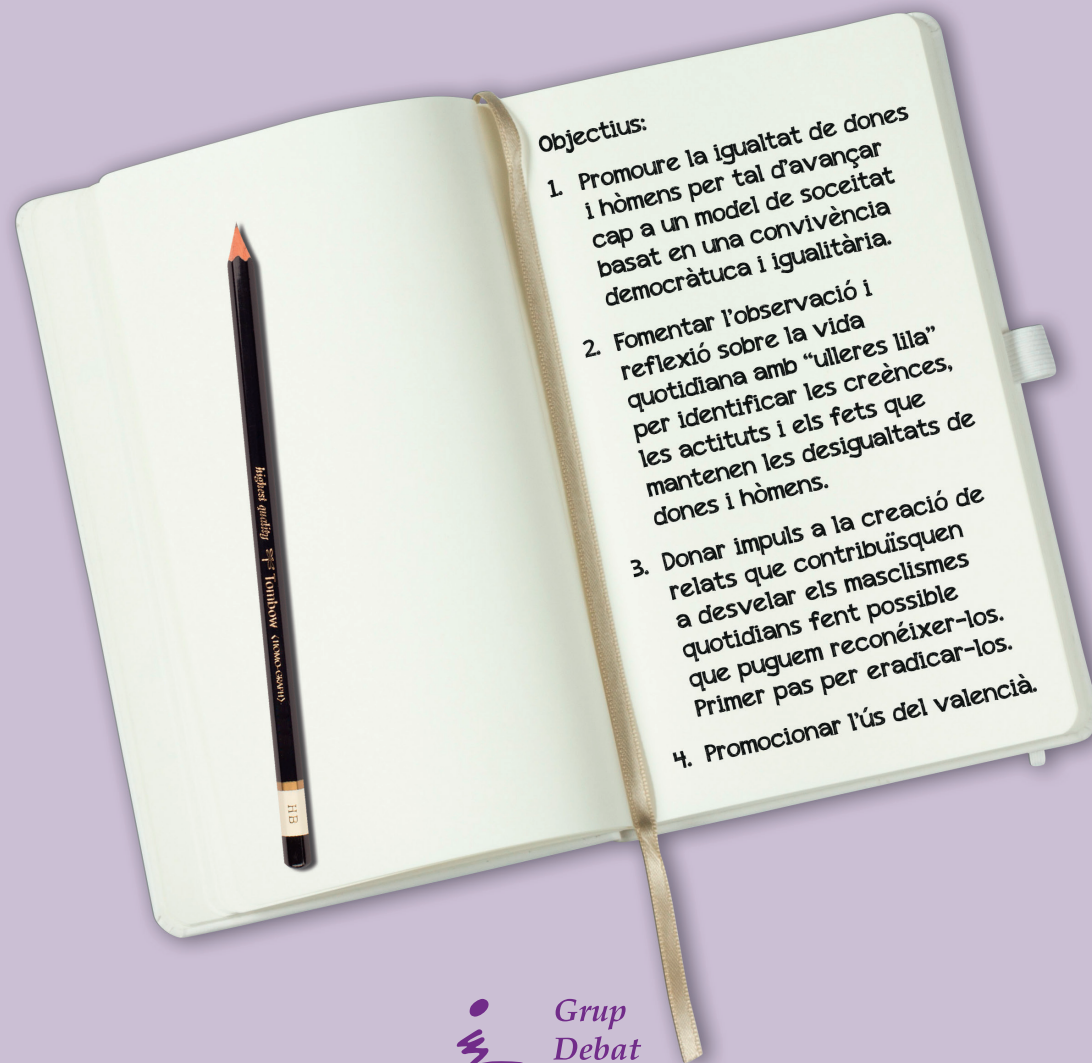 Objectius:
1. Promoure la igualtat de dones
i hòmens per tal d'avançar
cap a un model de soceitat
basat en una convivència
democràtuca i igualitària.
2. Fomentar l'observació i
reflexió sobre la vida
quotidiana amb “ulleres lila”
per identificar les creènces,
les actituts i els fets que
mantenen les desigualtats de
dones i hòmens.
3. Donar impuls a la creació de
relats que contribuïsquen
a desvelar els masclismes
quotidians fent possible
que puguem reconéixer-los.
Primer pas per eradicar-los.
4. Promocionar l'ús del valencià.
highest quality Tombow (HOMO-GRAPH)
HB
Grup
Debat